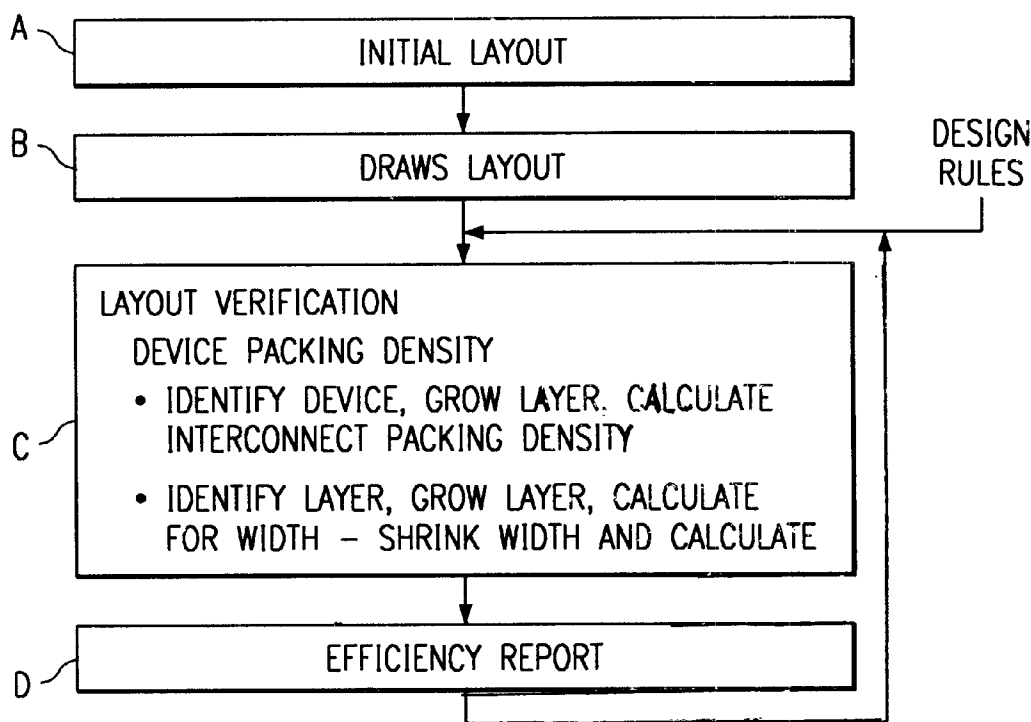 A
INITIAL LAYOUT
B
DRAWS LAYOUT
DESIGN
RULES
C
LAYOUT VERIFICATION
DEVICE PACKING DENSITY
• IDENTIFY DEVICE, GROW LAYER. CALCULATE
INTERCONNECT PACKING DENSITY
• IDENTIFY LAYER, GROW LAYER, CALCULATE
FOR WIDTH – SHRINK WIDTH AND CALCULATE
D
EFFICIENCY REPORT